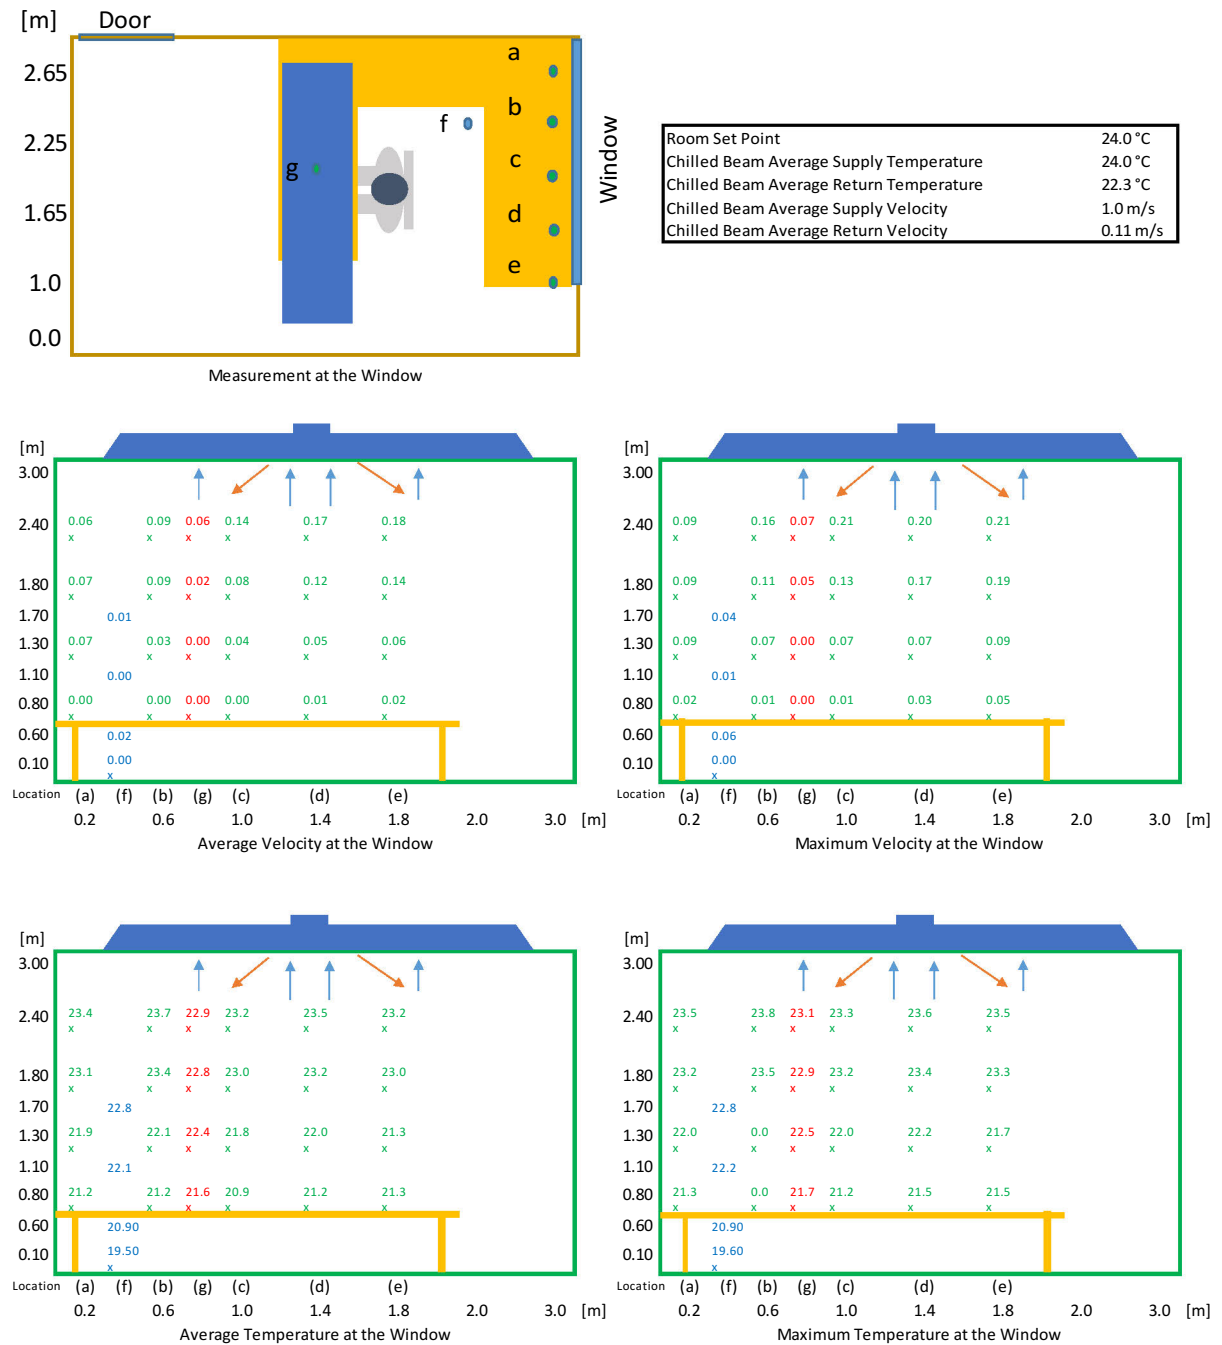 [m] Door
2.65
2.25
1.65
1.0
0.0
a
b
f
c
g
d
e
Window
Measurement at the Window
Room Set Point 24.0 °C
Chilled Beam Average Supply Temperature 24.0 °C
Chilled Beam Average Return Temperature 22.3 °C
Chilled Beam Average Supply Velocity 1.0 m/s
Chilled Beam Average Return Velocity 0.11 m/s
[m]
3.00
2.40 0.06 0.09 0.06 0.14 0.17 0.18
x x x x x x
1.80 0.07 0.09 0.02 0.08 0.12 0.14
x x x x x x
1.70 0.01
1.30 0.07 0.03 0.00 0.04 0.05 0.06
x x x x x x
1.10 0.00
0.80 0.00 0.00 0.00 0.00 0.01 0.02
x x x x x x
0.60 0.02
0.10 0.00
x
Location (a) (f) (b) (g) (c) (d) (e)
0.2 0.6 1.0 1.4 1.8 2.0 3.0 [m]
Average Velocity at the Window
[m]
3.00
2.40 0.09 0.16 0.07 0.21 0.20 0.21
x x x x x x
1.80 0.09 0.11 0.05 0.13 0.17 0.19
x x x x x x
1.70 0.04
1.30 0.09 0.07 0.00 0.07 0.07 0.09
x x x x x x
1.10 0.01
0.80 0.02 0.01 0.00 0.01 0.03 0.05
x x x x x x
0.60 0.06
0.10 0.00
x
Location (a) (f) (b) (g) (c) (d) (e)
0.2 0.6 1.0 1.4 1.8 2.0 3.0 [m]
Maximum Velocity at the Window
[m]
3.00
2.40 23.4 23.7 22.9 23.2 23.5 23.2
x x x x x x
1.80 23.1 23.4 22.8 23.0 23.2 23.0
x x x x x x
1.70 22.8
1.30 21.9 22.1 22.4 21.8 22.0 21.3
x x x x x x
1.10 22.1
0.80 21.2 21.2 21.6 20.9 21.2 21.3
x x x x x x
0.60 20.90
0.10 19.50
x
Location (a) (f) (b) (g) (c) (d) (e)
0.2 0.6 1.0 1.4 1.8 2.0 3.0 [m]
Average Temperature at the Window
[m]
3.00
2.40 23.5 23.8 23.1 23.3 23.6 23.5
x x x x x x
1.80 23.2 23.5 22.9 23.2 23.4 23.3
x x x x x x
1.70 22.8
1.30 22.0 0.0 22.5 22.0 22.2 21.7
x x x x x x
1.10 22.2
0.80 21.3 0.0 21.7 21.2 21.5 21.5
x x x x x x
0.60 20.90
0.10 19.60
x
Location (a) (f) (b) (g) (c) (d) (e)
0.2 0.6 1.0 1.4 1.8 2.0 3.0 [m]
Maximum Temperature at the Window